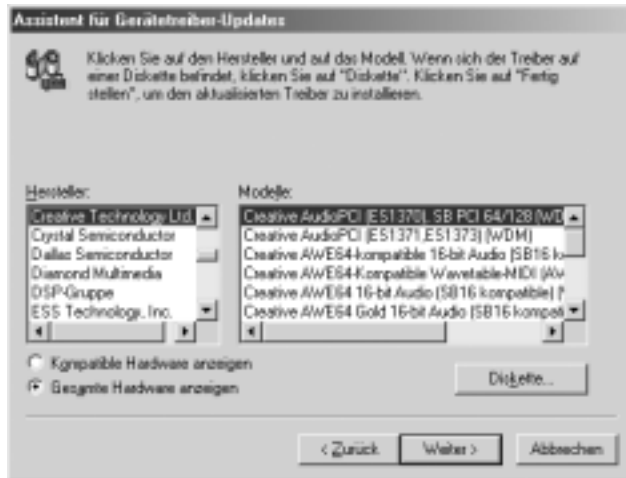 Assistent für Gerätetreiber-Updates
Klicken Sie auf den Hersteller und auf das Modell. Wenn sich der Treiber auf
einer Diskette befindet, klicken Sie auf "Diskette". Klicken Sie auf "Fertig
stellen", um den aktualisierten Treiber zu installieren.
Hersteller:
Modelle:
Creative Technology Ltd.
Crystal Semiconductor
Dallas Semiconductor
Diamond Multimedia
DSP-Gruppe
ESS Technology, Inc.
Creative AudioPCI (ES1370), SB PCI 64/128 (WD
Creative AudioPCI (ES1371,ES1373) (WDM)
Creative AWE64-kompatible 16-bit Audio (SB16 k
Creative AWE64-Kompatible Wavetable-MIDI (AW
Creative AWE64 16-bit Audio (SB16 kompatible) (
Creative AWE64 Gold 16-bit Audio (SB16 kompati
Kompatible Hardware anzeigen
Gesamte Hardware anzeigen
Diskette...
< Zurück
Weiter >
Abbrechen